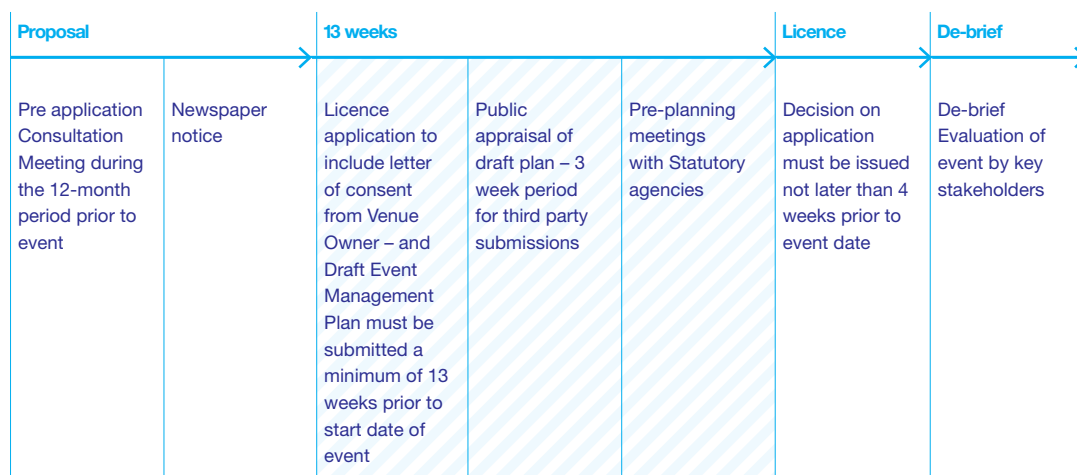 Proposal
13 weeks
Licence
De-brief
Pre application
Consultation
Meeting during
the 12-month
period prior to
event
Newspaper
notice
Licence
application to
include letter
of consent
from Venue
Owner – and
Draft Event
Management
Plan must be
submitted a
minimum of 13
weeks prior to
start date of
event
Public
appraisal of
draft plan – 3
week period
for third party
submissions
Pre-planning
meetings
with Statutory
agencies
Decision on
application
must be issued
not later than 4
weeks prior to
event date
De-brief
Evaluation of
event by key
stakeholders